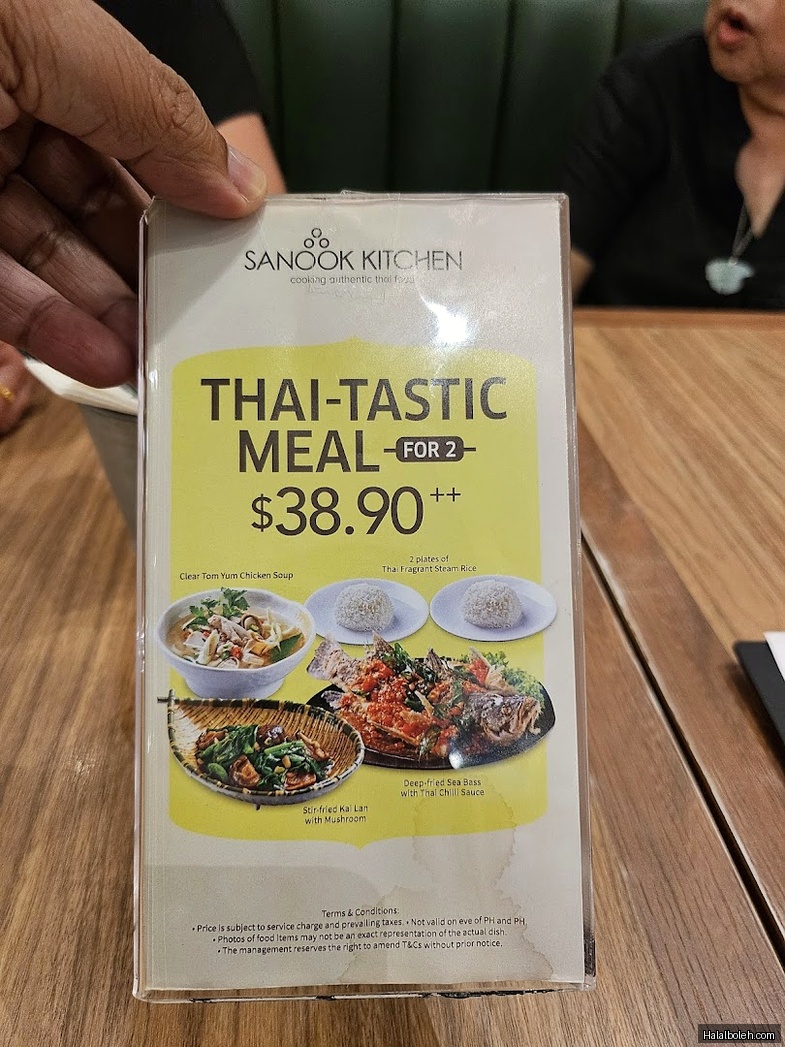 SANOOK KITCHEN
cooking authentic thai food
THAI-TASTIC
MEAL FOR 2
$38.90++
Clear Tom Yum Chicken Soup
2 plates of
Thai Fragrant Steam Rice
Deep-fried Sea Bass
with Thai Chilli Sauce
Stir-fried Kai Lan
with Mushroom
Terms & Conditions:
• Price is subject to service charge and prevailing taxes. • Not valid on eve of PH and PH.
• Photos of food items may not be an exact representation of the actual dish.
• The management reserves the right to amend T&Cs without prior notice.
Halalboleh.com